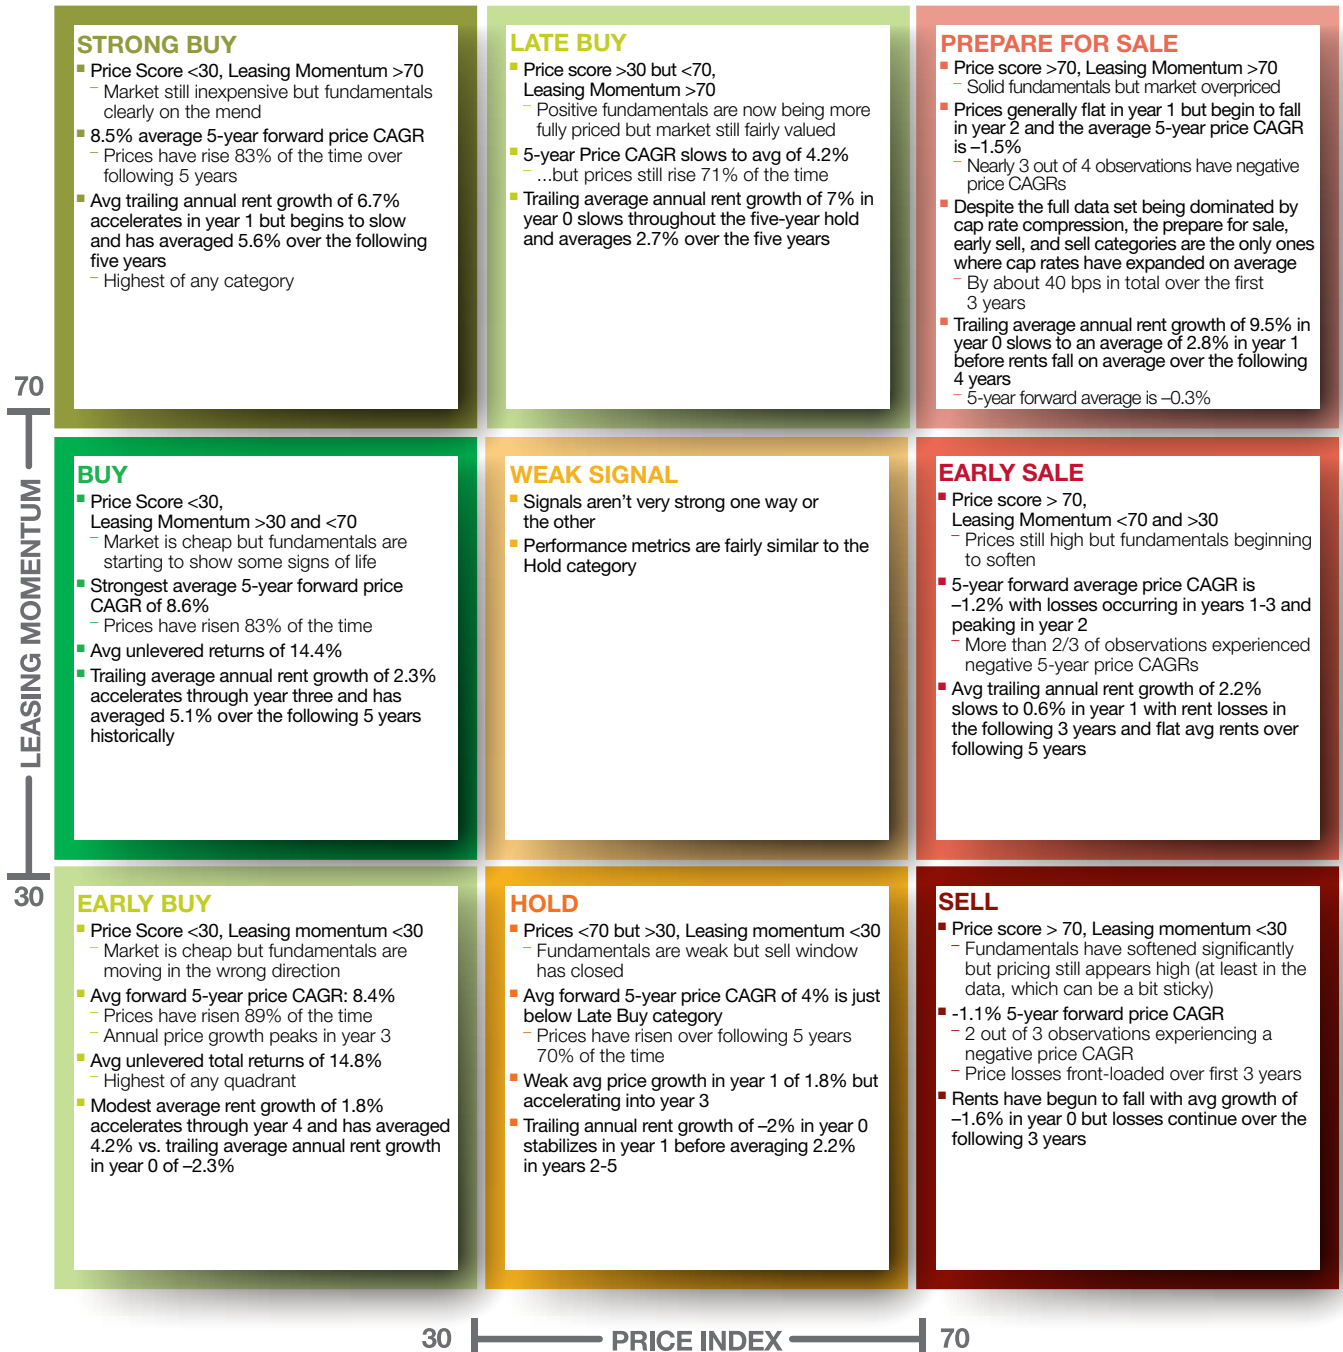 STRONG BUY
■ Price Score <30, Leasing Momentum >70
– Market still inexpensive but fundamentals
clearly on the mend
■ 8.5% average 5-year forward price CAGR
– Prices have rise 83% of the time over
following 5 years
■ Avg trailing annual rent growth of 6.7%
accelerates in year 1 but begins to slow
and has averaged 5.6% over the following
five years
– Highest of any category
LATE BUY
■ Price score >30 but <70,
Leasing Momentum >70
– Positive fundamentals are now being more
fully priced but market still fairly valued
■ 5-year Price CAGR slows to avg of 4.2%
– ...but prices still rise 71% of the time
■ Trailing average annual rent growth of 7% in
year 0 slows throughout the five-year hold
and averages 2.7% over the five years
PREPARE FOR SALE
■ Price score >70, Leasing Momentum >70
– Solid fundamentals but market overpriced
■ Prices generally flat in year 1 but begin to fall
in year 2 and the average 5-year price CAGR
is –1.5%
– Nearly 3 out of 4 observations have negative
price CAGRs
■ Despite the full data set being dominated by
cap rate compression, the prepare for sale,
early sell, and sell categories are the only ones
where cap rates have expanded on average
– By about 40 bps in total over the first
3 years
■ Trailing average annual rent growth of 9.5% in
year 0 slows to an average of 2.8% in year 1
before rents fall on average over the following
4 years
– 5-year forward average is –0.3%
70
LEASING MOMENTUM
30
BUY
■ Price Score <30,
Leasing Momentum >30 and <70
– Market is cheap but fundamentals are
starting to show some signs of life
■ Strongest average 5-year forward price
CAGR of 8.6%
– Prices have risen 83% of the time
■ Avg unlevered returns of 14.4%
■ Trailing average annual rent growth of 2.3%
accelerates through year three and has
averaged 5.1% over the following 5 years
historically
WEAK SIGNAL
■ Signals aren't very strong one way or
the other
■ Performance metrics are fairly similar to the
Hold category
EARLY SALE
■ Price score > 70,
Leasing Momentum <70 and >30
– Prices still high but fundamentals beginning
to soften
■ 5-year forward average price CAGR is
–1.2% with losses occurring in years 1-3 and
peaking in year 2
– More than 2/3 of observations experienced
negative 5-year price CAGRs
■ Avg trailing annual rent growth of 2.2%
slows to 0.6% in year 1 with rent losses in
the following 3 years and flat avg rents over
following 5 years
EARLY BUY
■ Price Score <30, Leasing momentum <30
– Market is cheap but fundamentals are
moving in the wrong direction
■ Avg forward 5-year price CAGR: 8.4%
– Prices have risen 89% of the time
– Annual price growth peaks in year 3
■ Avg unlevered total returns of 14.8%
– Highest of any quadrant
■ Modest average rent growth of 1.8%
accelerates through year 4 and has averaged
4.2% vs. trailing average annual rent growth
in year 0 of –2.3%
HOLD
■ Prices <70 but >30, Leasing momentum <30
– Fundamentals are weak but sell window
has closed
■ Avg forward 5-year price CAGR of 4% is just
below Late Buy category
– Prices have risen over following 5 years
70% of the time
■ Weak avg price growth in year 1 of 1.8% but
accelerating into year 3
■ Trailing annual rent growth of –2% in year 0
stabilizes in year 1 before averaging 2.2%
in years 2-5
SELL
■ Price score > 70, Leasing momentum <30
– Fundamentals have softened significantly
but pricing still appears high (at least in the
data, which can be a bit sticky)
■ -1.1% 5-year forward price CAGR
– 2 out of 3 observations experiencing a
negative price CAGR
– Price losses front-loaded over first 3 years
■ Rents have begun to fall with avg growth of
–1.6% in year 0 but losses continue over the
following 3 years
30
PRICE INDEX
70